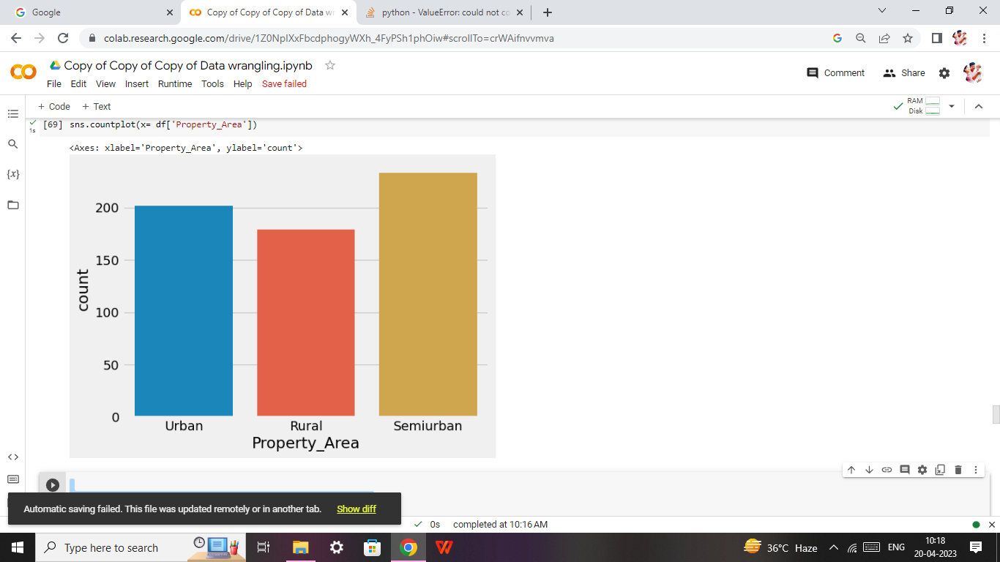 Google
Copy of Copy of Copy of Data wr
python - ValueError: could not co
colab.research.google.com/drive/1Z0NplXxFbcdphogyWXh_4FyPSh1phOiw#scrollTo=crWAifnvvmva
Copy of Copy of Copy of Data wrangling.ipynb
Comment
Share
File Edit View Insert Runtime Tools Help Save failed
+ Code + Text
RAM
Disk
[69] sns.countplot(x= df['Property_Area'])
1s
<Axes: xlabel='Property_Area', ylabel='count'>
{x}
200
150
100
50
0
count
Urban Rural Semiurban
Property_Area
Automatic saving failed. This file was updated remotely or in another tab. Show diff
0s completed at 10:16 AM
Type here to search
36°C Haze
ENG
10:18
20-04-2023